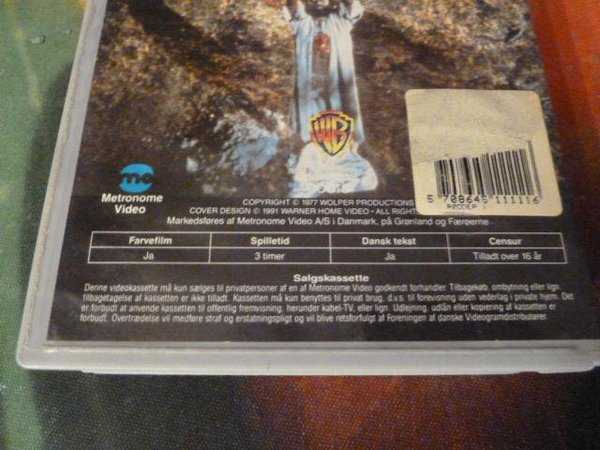 WB
Metronome
Video
COPYRIGHT © 1977 WOLPER PRODUCTIONS
COVER DESIGN © 1991 WARNER HOME VIDEO · ALL RIGHT
Markedsføres af Metronome Video A/S i Danmark, på Grønland og Færøerne
5 708645 111116
RØDDER
Farvefilm Spilletid Dansk tekst Censur
Ja 3 timer Ja Tilladt over 16 år
Salgskassette
Denne videokassette må kun sælges til privatpersoner af en af Metronome Video godkendt forhandler. Tilbagekøb, ombytning eller lign.
tilbagetagelse af kassetten er ikke tilladt. Kassetten må kun benyttes til privat brug, d.v.s. til forevisning uden vederlag i private hjem. Det
er forbudt at anvende kassetten til offentlig fremvisning, herunder kabel-TV, eller lign. Udlejning, udlån eller kopiering af kassetten er
forbudt. Overtrædelse vil medføre straf og erstatningspligt og vil blive retsforfulgt af Foreningen af danske Videogramdistributører.